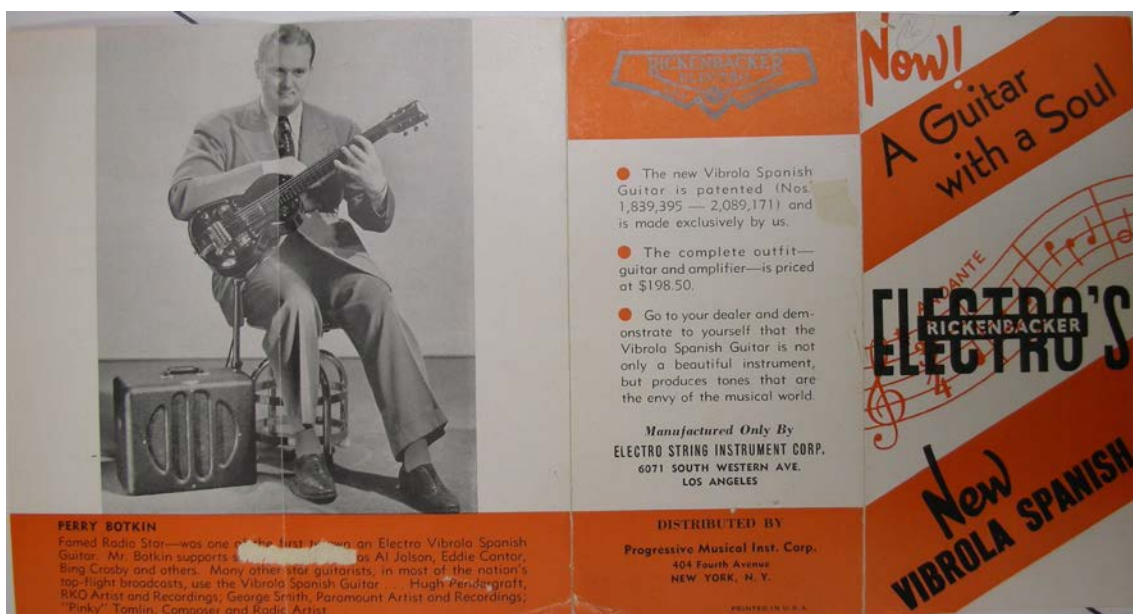 PERRY BOTKIN
Famed Radio Star—was one of the first to own an Electro Vibrola Spanish
Guitar. Mr. Botkin supports as Al Jolson, Eddie Cantor,
Bing Crosby and others. Many other star guitarists, in most of the nation's
top-flight broadcasts, use the Vibrola Spanish Guitar . . . Hugh Pendergraft,
RKO Artist and Recordings; George Smith, Paramount Artist and Recordings;
"Pinky" Tomlin, Composer and Radio Artist
RICKENBACKER
ELECTRO
● The new Vibrola Spanish
Guitar is patented (Nos.
1,839,395 — 2,089,171) and
is made exclusively by us.
● The complete outfit—
guitar and amplifier—is priced
at $198.50.
● Go to your dealer and dem-
onstrate to yourself that the
Vibrola Spanish Guitar is not
only a beautiful instrument,
but produces tones that are
the envy of the musical world.
Manufactured Only By
ELECTRO STRING INSTRUMENT CORP.
6071 SOUTH WESTERN AVE.
LOS ANGELES
DISTRIBUTED BY
Progressive Musical Inst. Corp.
404 Fourth Avenue
NEW YORK, N. Y.
PRINTED IN U.S.A.
Now!
A Guitar
with a Soul
ANDANTE
3/4
ELECTRO'S
RICKENBACKER
New
VIBROLA SPANISH